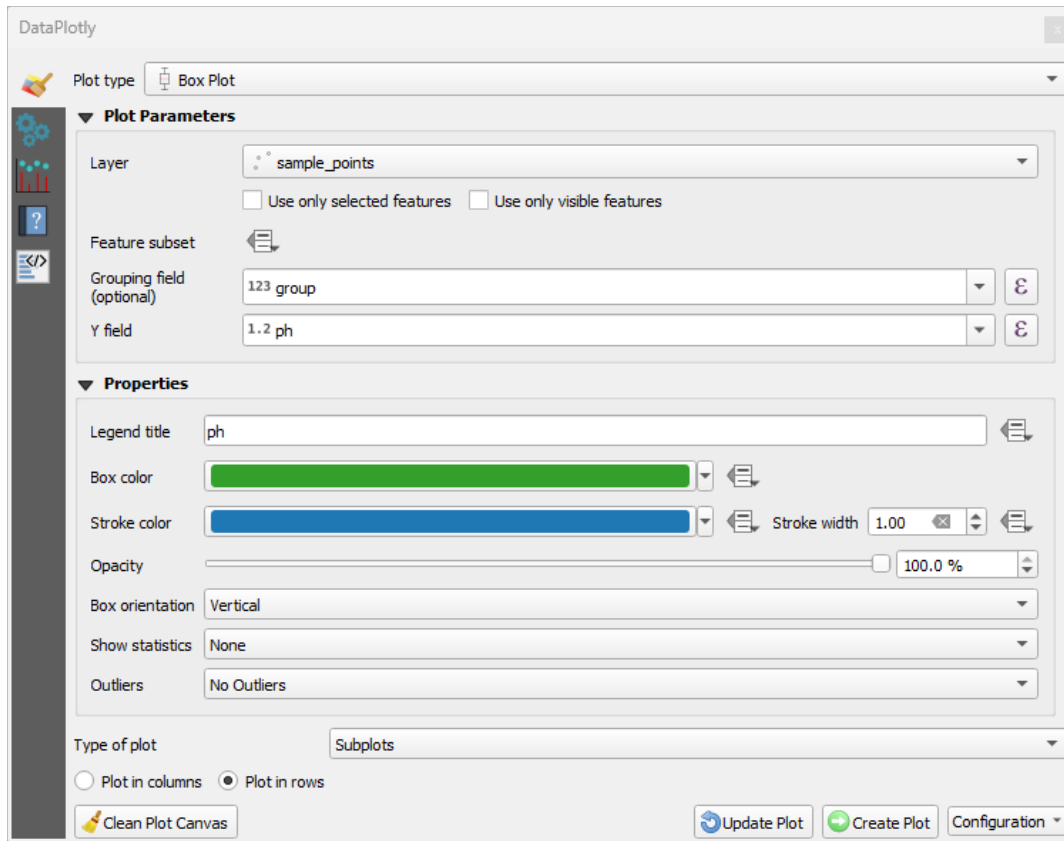 DataPlotly
x
Plot type Box Plot
Plot Parameters
Layer sample_points
Use only selected features Use only visible features
Feature subset
Grouping field
(optional)
123 group ε
Y field 1.2 ph ε
Properties
Legend title ph
Box color
Stroke color Stroke width 1.00
Opacity 100.0 %
Box orientation Vertical
Show statistics None
Outliers No Outliers
Type of plot Subplots
Plot in columns Plot in rows
Clean Plot Canvas Update Plot Create Plot Configuration